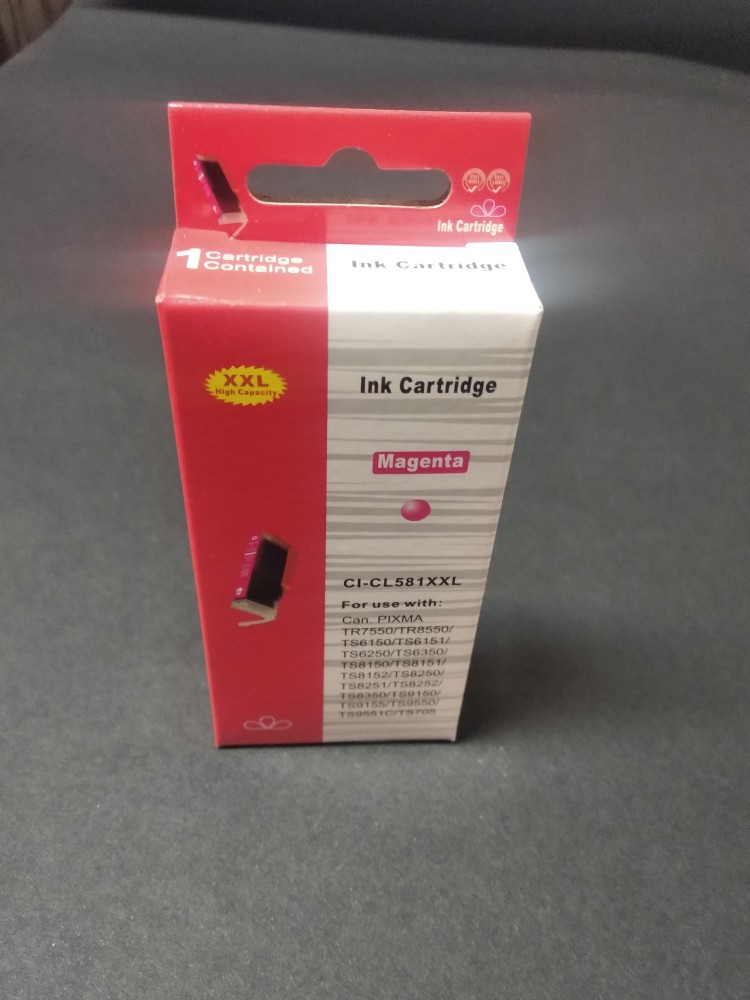 Ink Cartridge
1 Cartridge
Contained
Ink Cartridge
XXL
High Capacity
Ink Cartridge
Magenta
CI-CL581XXL
For use with:
Can. PIXMA
TR7550/TR8550/
TS6150/TS6151/
TS6250/TS6350/
TS8150/TS8151/
TS8152/TS8250/
TS8251/TS8252/
TS8350/TS9150/
TS9155/TS9550/
TS9551C/TS705